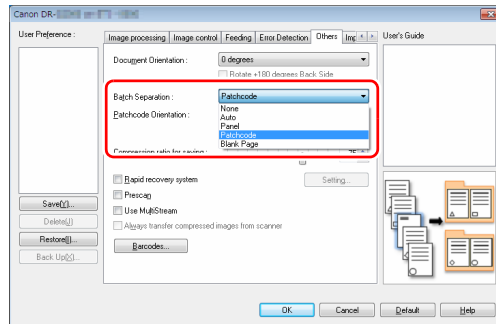 Canon DR-
User Preference :
Image processing Image control Feeding Error Detection Others
User's Guide
Document Orientation : 0 degrees
Rotate +180 degrees Back Side
Batch Separation : Patchcode
None
Patchcode Orientation :
Auto
Panel
Patchcode
Blank Page
Compression ratio for saving :
Rapid recovery system
Setting...
Prescan
Use MultiStream
Always transfer compressed images from scanner
Barcodes...
Save(Y)...
Delete(J)
Restore(I)...
Back Up(X)...
OK Cancel Default Help